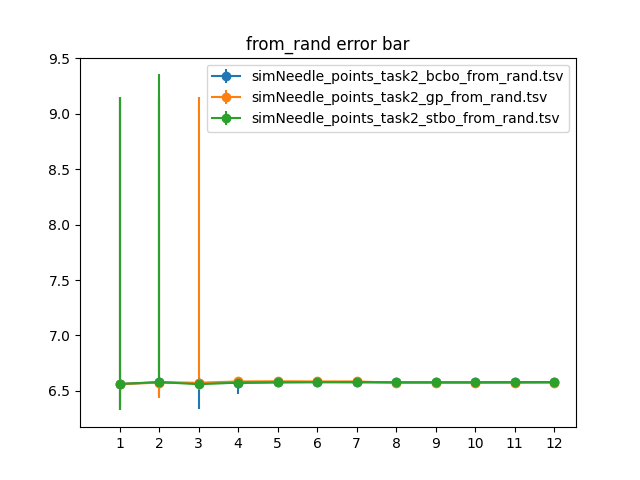 from_rand error bar
simNeedle_points_task2_bcbo_from_rand.tsv
simNeedle_points_task2_gp_from_rand.tsv
simNeedle_points_task2_stbo_from_rand.tsv
9.5
9.0
8.5
8.0
7.5
7.0
6.5
1 2 3 4 5 6 7 8 9 10 11 12